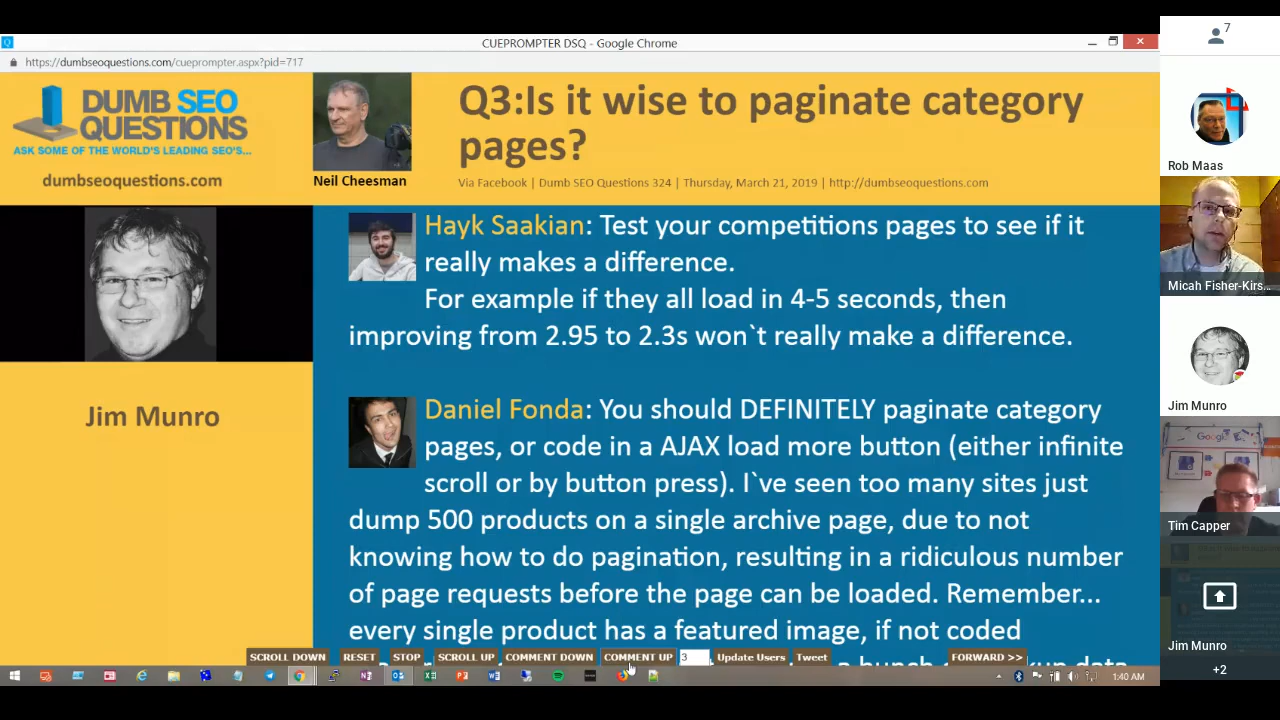 CUEPROMPTER DSQ - Google Chrome
https://dumbseoquestions.com/cueprompter.aspx?pid=717
7
DUMB SEO
QUESTIONS
ASK SOME OF THE WORLD'S LEADING SEO'S...
dumbseoquestions.com
Neil Cheesman
Q3:Is it wise to paginate category
pages?
Via Facebook | Dumb SEO Questions 324 | Thursday, March 21, 2019 | http://dumbseoquestions.com
Jim Munro
Hayk Saakian: Test your competitions pages to see if it
really makes a difference.
For example if they all load in 4-5 seconds, then
improving from 2.95 to 2.3s won`t really make a difference.
Daniel Fonda: You should DEFINITELY paginate category
pages, or code in a AJAX load more button (either infinite
scroll or by button press). I`ve seen too many sites just
dump 500 products on a single archive page, due to not
knowing how to do pagination, resulting in a ridiculous number
of page requests before the page can be loaded. Remember...
every single product has a featured image, if not coded
SCROLL DOWN RESET STOP SCROLL UP COMMENT DOWN COMMENT UP 3 Update Users Tweet FORWARD >>
1:40 AM
Rob Maas
Micah Fisher-Kirs...
Jim Munro
Google
Tim Capper
Jim Munro
+2